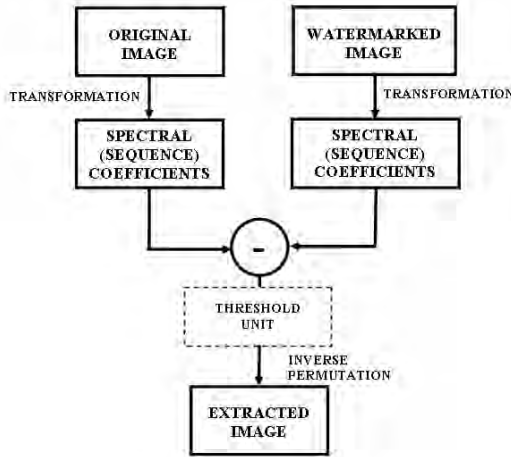 ORIGINAL
IMAGE
WATERMARKED
IMAGE
TRANSFORMATION
TRANSFORMATION
SPECTRAL
(SEQUENCE)
COEFFICIENTS
SPECTRAL
(SEQUENCE)
COEFFICIENTS
-
THRESHOLD
UNIT
INVERSE
PERMUTATION
EXTRACTED
IMAGE